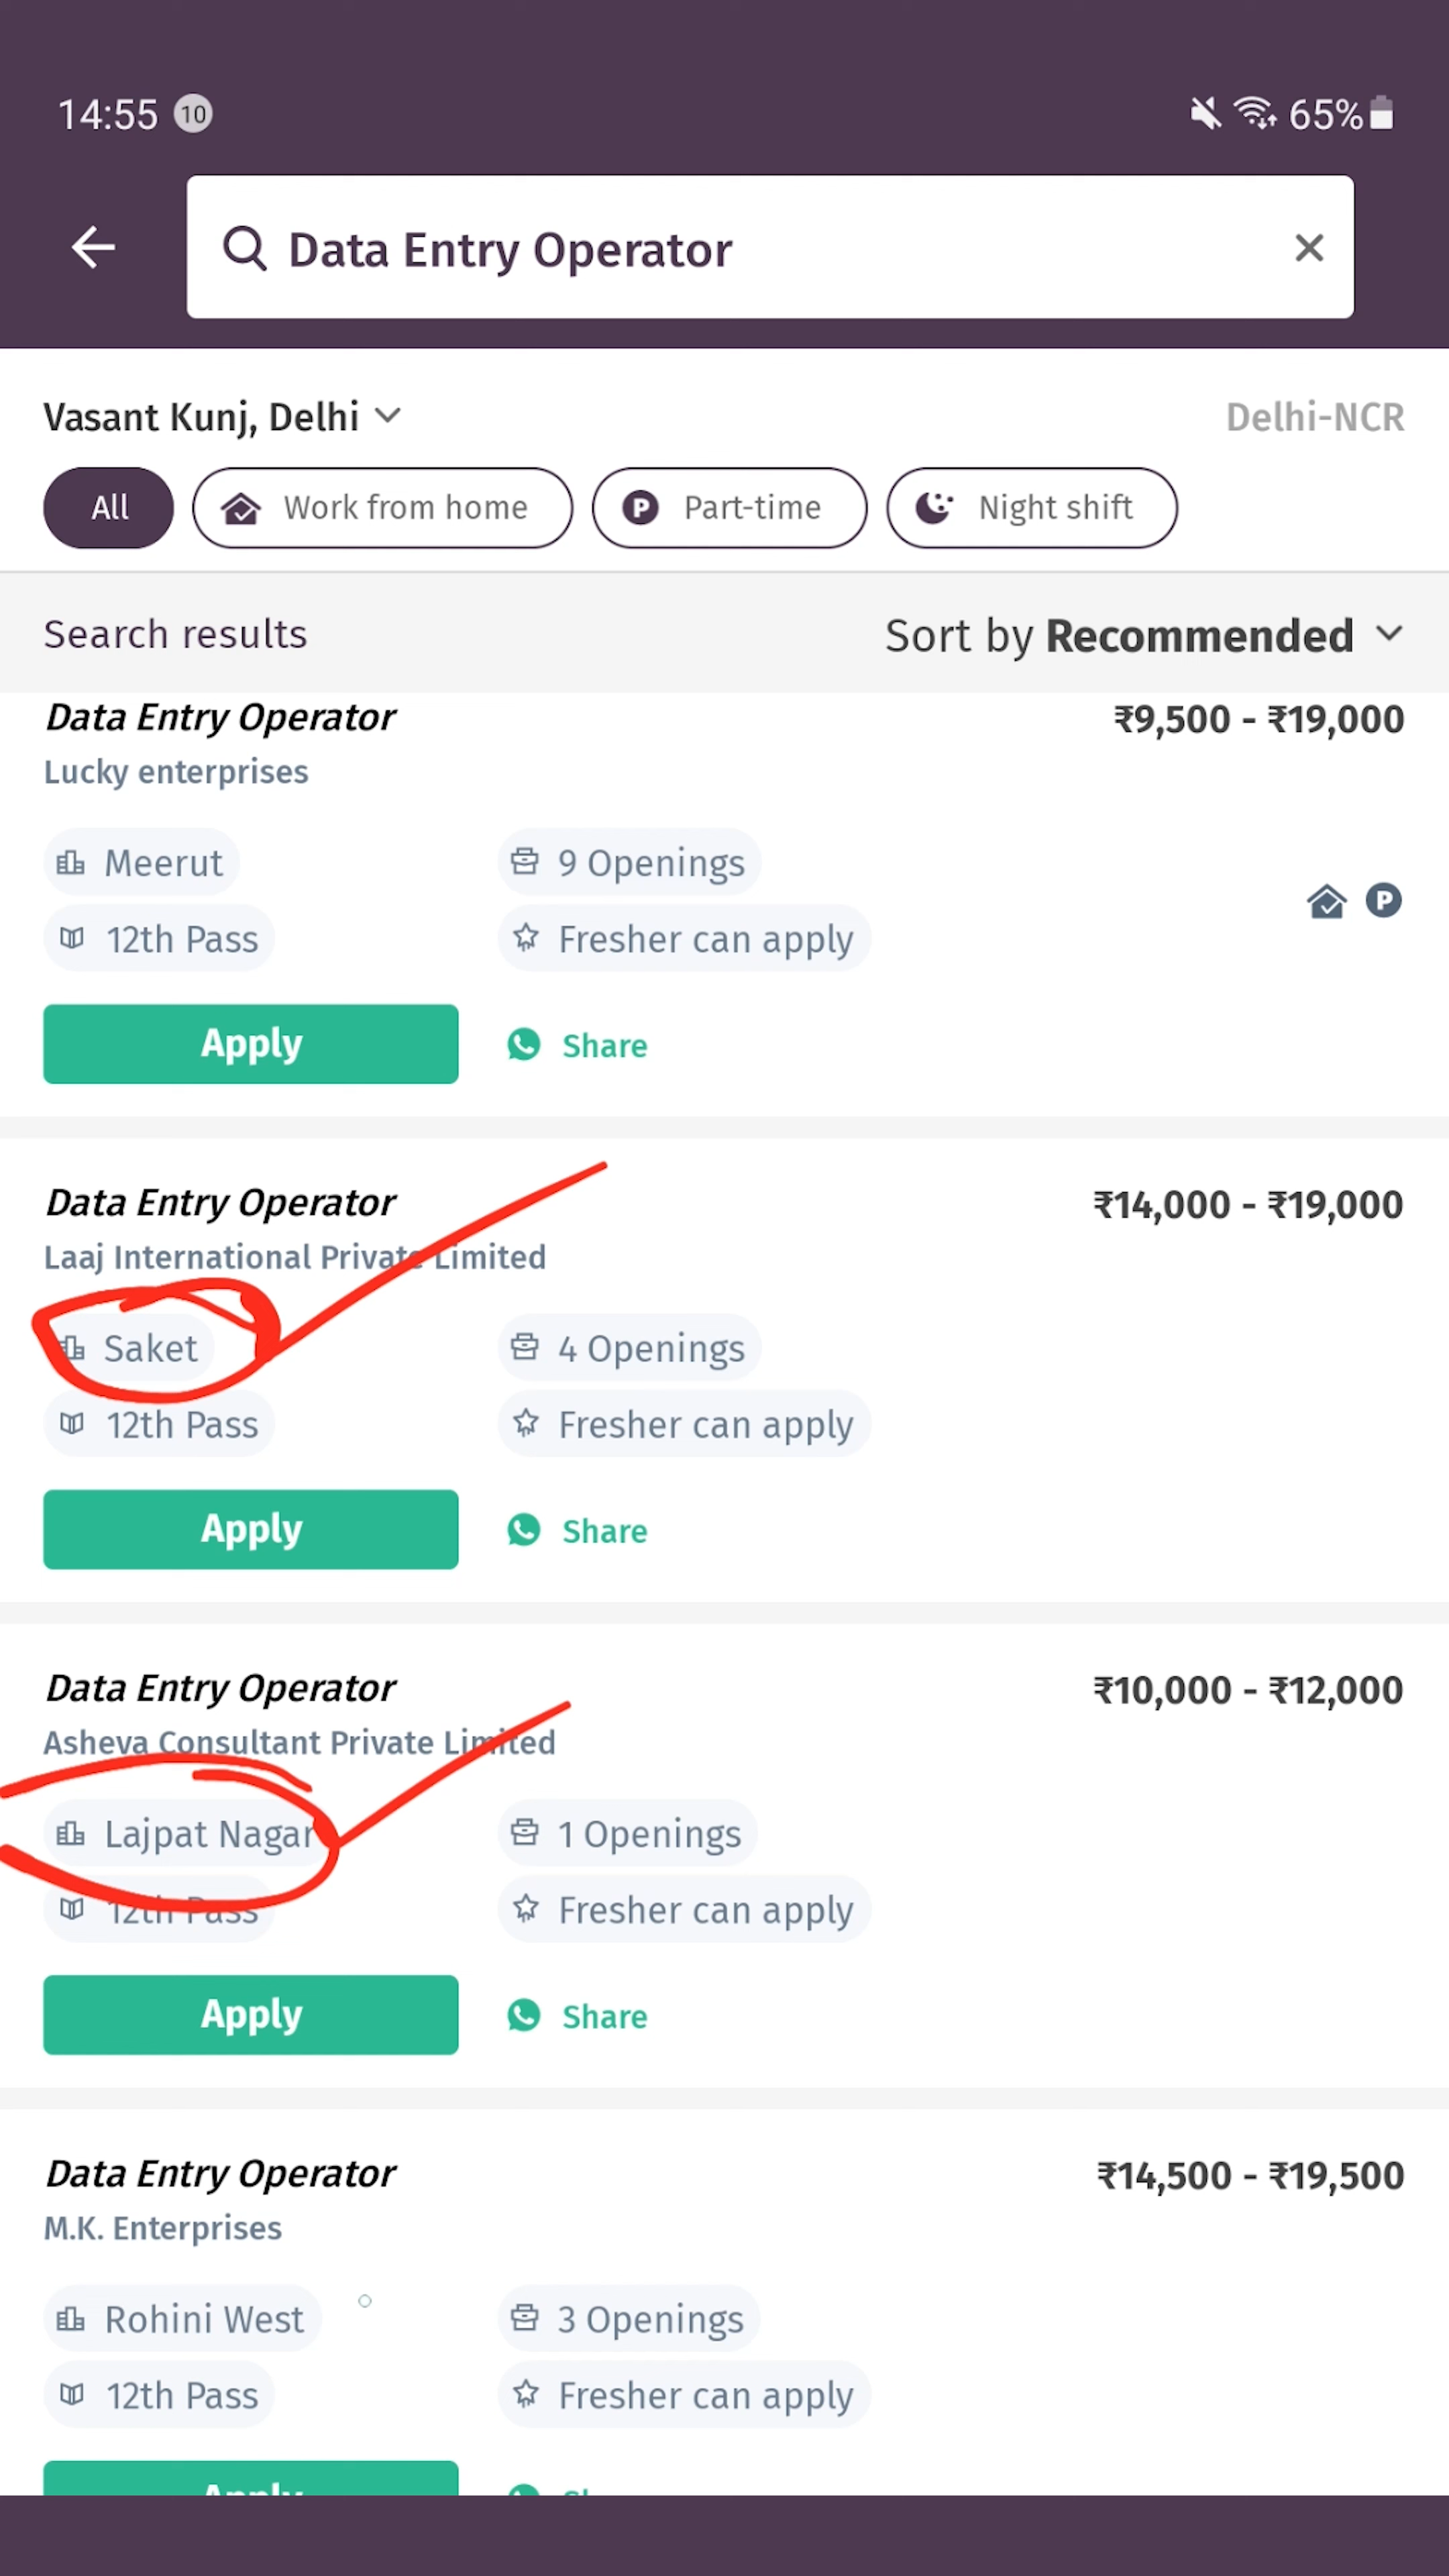 14:55 10 65%
Data Entry Operator
Vasant Kunj, Delhi Delhi-NCR
All Work from home P Part-time Night shift
Search results Sort by Recommended
Data Entry Operator ₹9,500 - ₹19,000
Lucky enterprises
Meerut 9 Openings
P
12th Pass Fresher can apply
Apply Share
Data Entry Operator ₹14,000 - ₹19,000
Laaj International Private Limited
Saket 4 Openings
12th Pass Fresher can apply
Apply Share
Data Entry Operator ₹10,000 - ₹12,000
Asheva Consultant Private Limited
Lajpat Nagar 1 Openings
12th Pass Fresher can apply
Apply Share
Data Entry Operator ₹14,500 - ₹19,500
M.K. Enterprises
Rohini West 3 Openings
12th Pass Fresher can apply
Apply